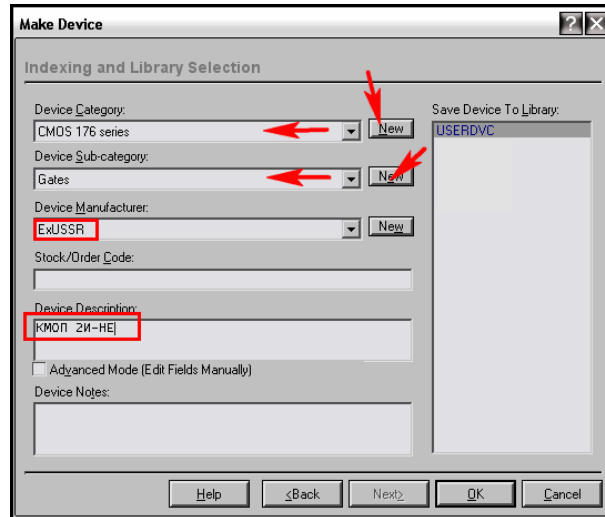 Make Device
Indexing and Library Selection
Device Category:
CMOS 176 series
New
Device Sub-category:
Gates
New
Device Manufacturer:
ExUSSR
New
Stock/Order Code:
Device Description:
КМОП 2И-НЕ
Advanced Mode (Edit Fields Manually)
Device Notes:
Save Device To Library:
USERDVC
Help
<Back
Next>
OK
Cancel